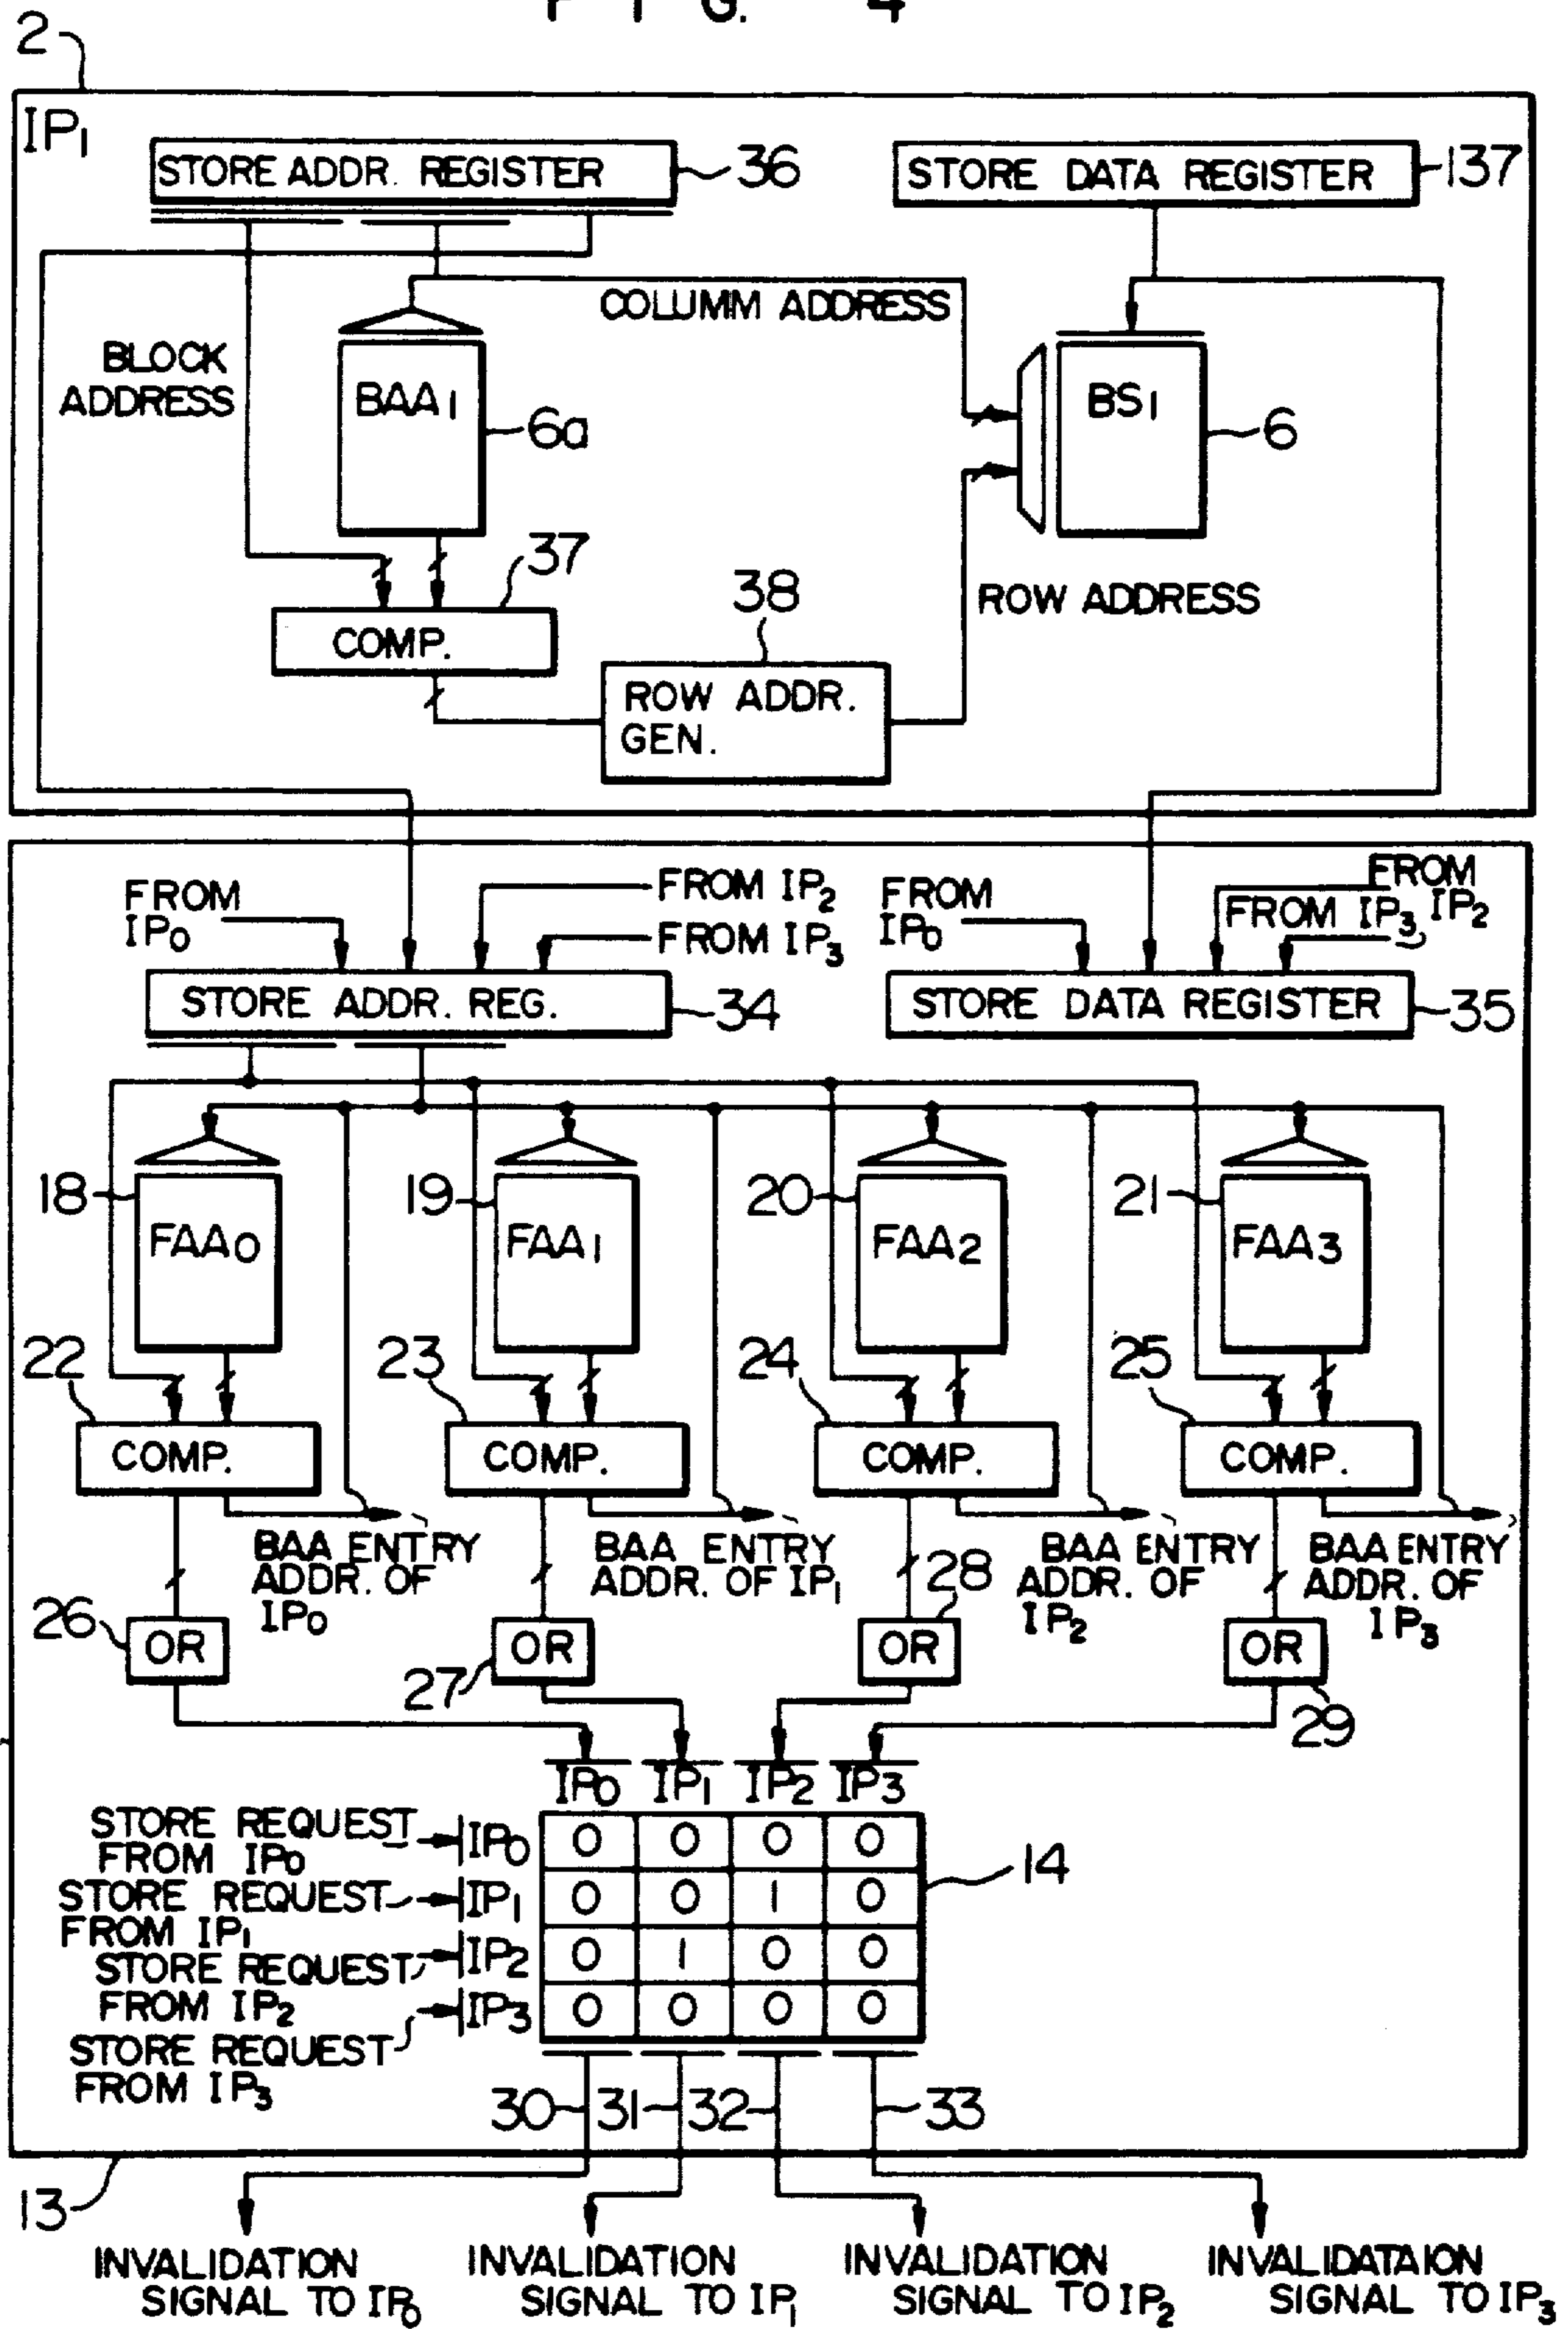 F I G. 4
2
IP1
STORE ADDR. REGISTER
36
STORE DATA REGISTER
137
COLUMM ADDRESS
BLOCK
ADDRESS
BAA1
6a
BS1
6
37
COMP.
38
ROW ADDR.
GEN.
ROW ADDRESS
FROM
IP0
FROM IP2
FROM IP3
FROM
IP0
FROM
IP2
FROM IP3
STORE ADDR. REG.
34
STORE DATA REGISTER
35
18
FAA0
19
FAA1
20
FAA2
21
FAA3
22
COMP.
23
COMP.
24
COMP.
25
COMP.
BAA ENTRY
ADDR. OF
IP0
BAA ENTRY
ADDR. OF IP1
BAA ENTRY
ADDR. OF
IP2
BAA ENTRY
ADDR. OF
IP3
26
OR
27
OR
28
OR
29
OR
IP0 IP1 IP2 IP3
STORE REQUEST
FROM IP0
IP0 0 0 0 0
14
STORE REQUEST
FROM IP1
IP1 0 0 1 0
STORE REQUEST
FROM IP2
IP2 0 1 0 0
STORE REQUEST
FROM IP3
IP3 0 0 0 0
30 31 32 33
13
INVALIDATION
SIGNAL TO IP0
INVALIDATION
SIGNAL TO IP1
INVALIDATION
SIGNAL TO IP2
INVALIDATAION
SIGNAL TO IP3